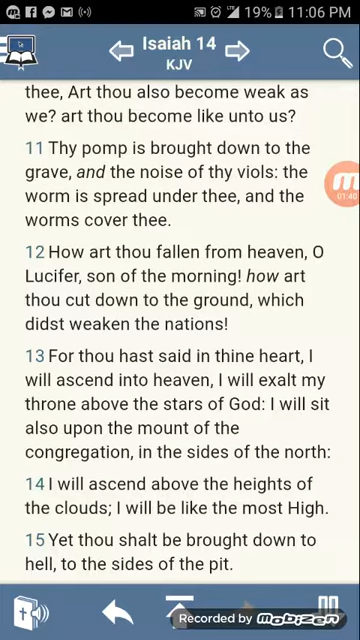 19% 11:06 PM
Isaiah 14
KJV
thee, Art thou also become weak as
we? art thou become like unto us?
11 Thy pomp is brought down to the
grave, and the noise of thy viols: the
worm is spread under thee, and the
worms cover thee.
01:40
12 How art thou fallen from heaven, O
Lucifer, son of the morning! how art
thou cut down to the ground, which
didst weaken the nations!
13 For thou hast said in thine heart, I
will ascend into heaven, I will exalt my
throne above the stars of God: I will sit
also upon the mount of the
congregation, in the sides of the north:
14 I will ascend above the heights of
the clouds; I will be like the most High.
15 Yet thou shalt be brought down to
hell, to the sides of the pit.
Recorded by Mobizen